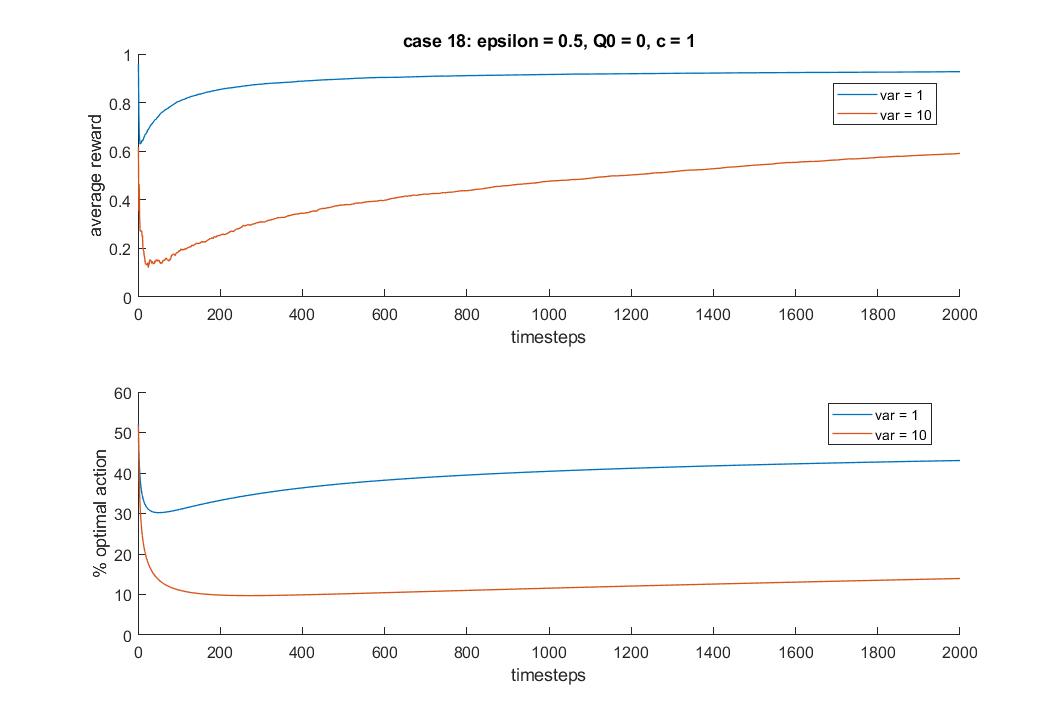 case 18: epsilon = 0.5, Q0 = 0, c = 1
average reward
1
0.8
0.6
0.4
0.2
0
var = 1
var = 10
0 200 400 600 800 1000 1200 1400 1600 1800 2000
timesteps
% optimal action
60
50
40
30
20
10
0
var = 1
var = 10
0 200 400 600 800 1000 1200 1400 1600 1800 2000
timesteps